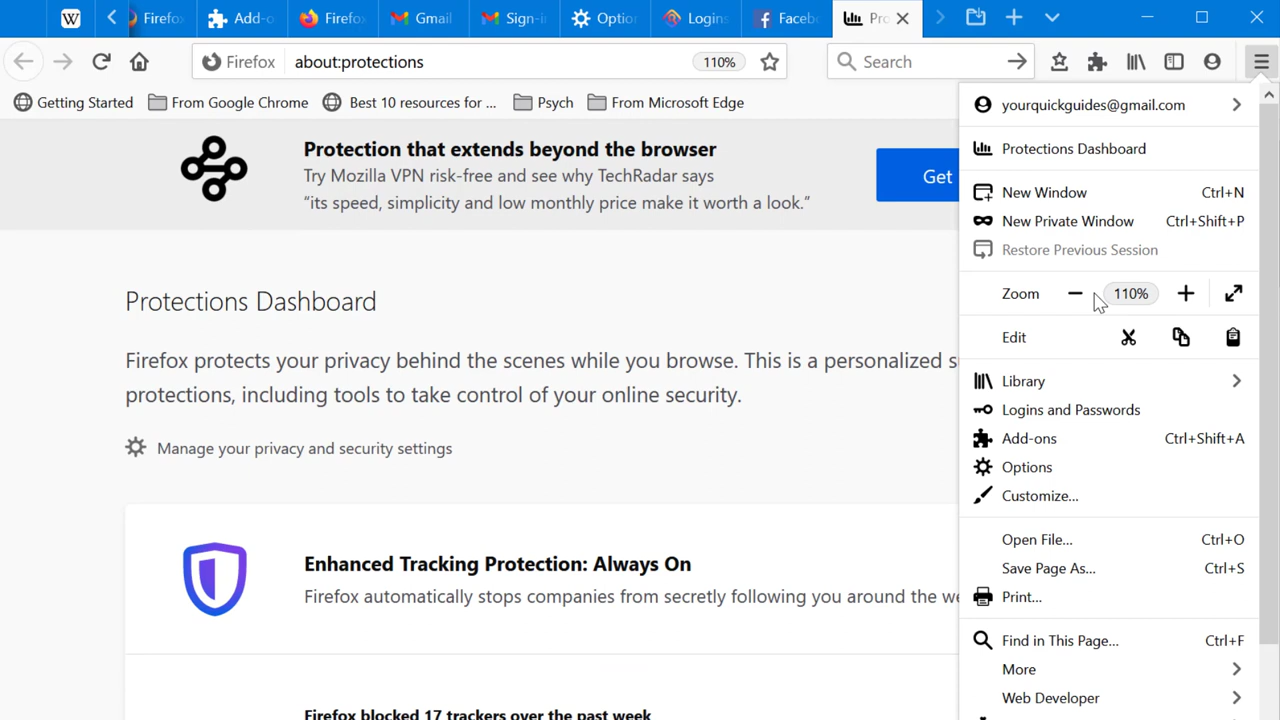 W
Firefox
Add-o
Firefo
Gmail
Sign-i
Optio
Logins
Faceb
Pro
Firefox
about:protections
110%
Search
Getting Started
From Google Chrome
Best 10 resources for ...
Psych
From Microsoft Edge
Protection that extends beyond the browser
Try Mozilla VPN risk-free and see why TechRadar says
“its speed, simplicity and low monthly price make it worth a look.”
Get
Protections Dashboard
Firefox protects your privacy behind the scenes while you browse. This is a personalized s
protections, including tools to take control of your online security.
Manage your privacy and security settings
Enhanced Tracking Protection: Always On
Firefox automatically stops companies from secretly following you around the we
Firefox blocked 17 trackers over the past week
yourquickguides@gmail.com
Protections Dashboard
New Window Ctrl+N
New Private Window Ctrl+Shift+P
Restore Previous Session
Zoom 110%
Edit
Library
Logins and Passwords
Add-ons Ctrl+Shift+A
Options
Customize...
Open File... Ctrl+O
Save Page As... Ctrl+S
Print...
Find in This Page... Ctrl+F
More
Web Developer